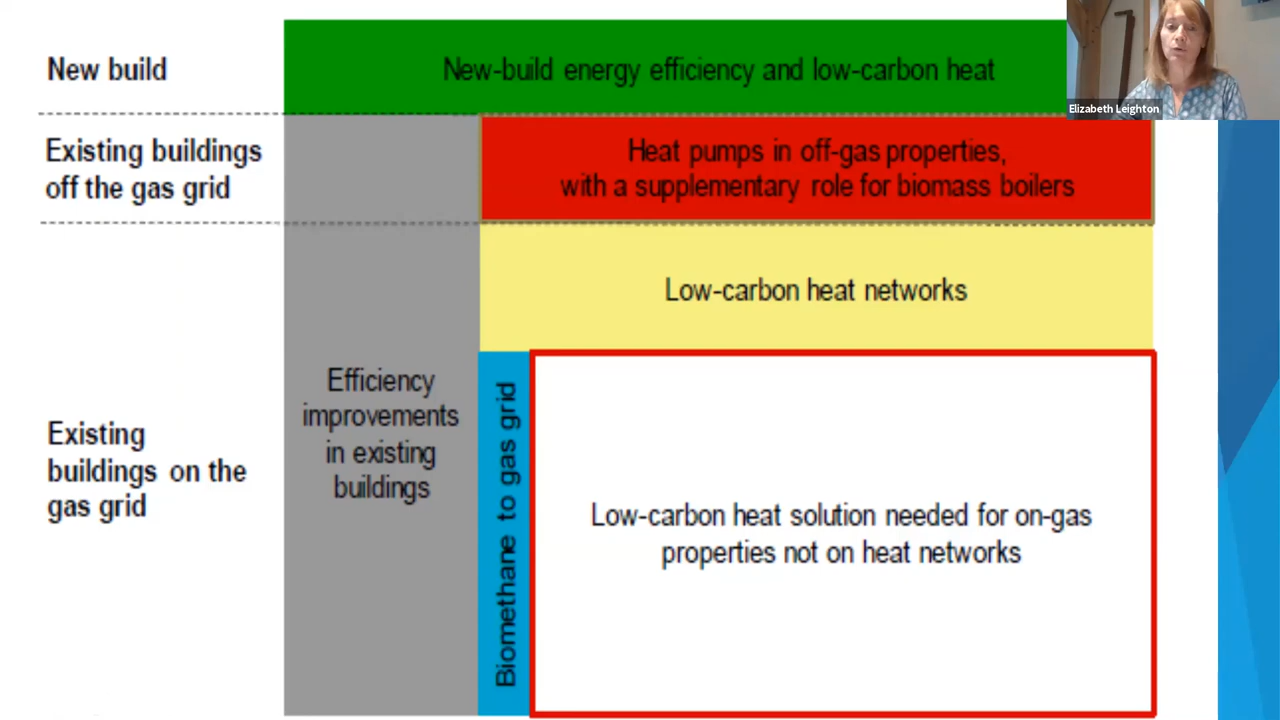 New build
New-build energy efficiency and low-carbon heat
Elizabeth Leighton
Existing buildings
off the gas grid
Heat pumps in off-gas properties,
with a supplementary role for biomass boilers
Low-carbon heat networks
Existing
buildings on the
gas grid
Efficiency
improvements
in existing
buildings
Biomethane to gas grid
Low-carbon heat solution needed for on-gas
properties not on heat networks